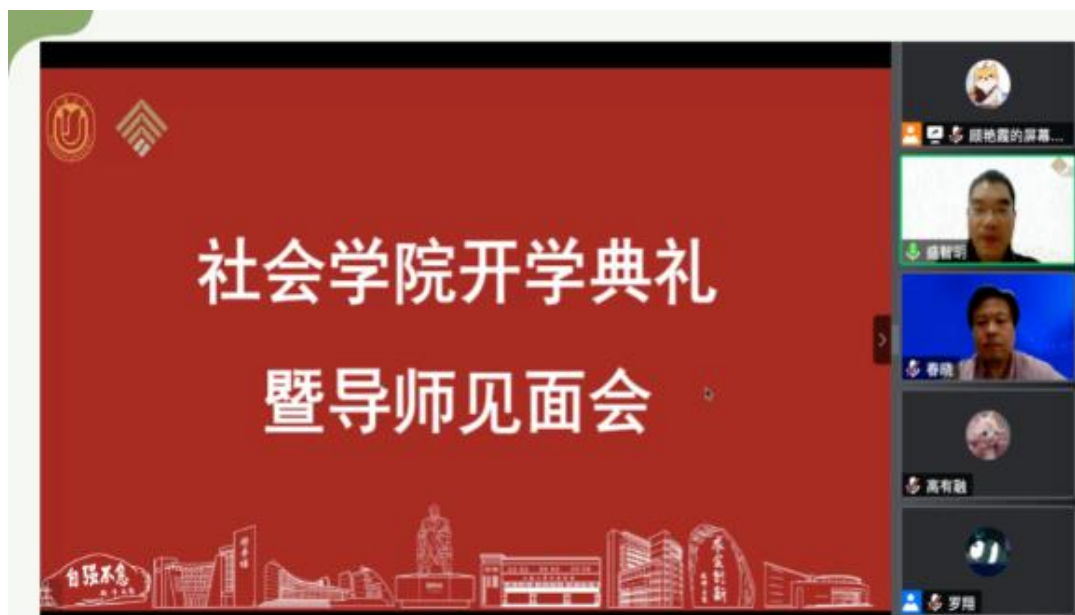 社会学院开学典礼
暨导师见面会
自强不息
顾艳霞的屏幕...
盛智明
春晓
高有融
罗翔